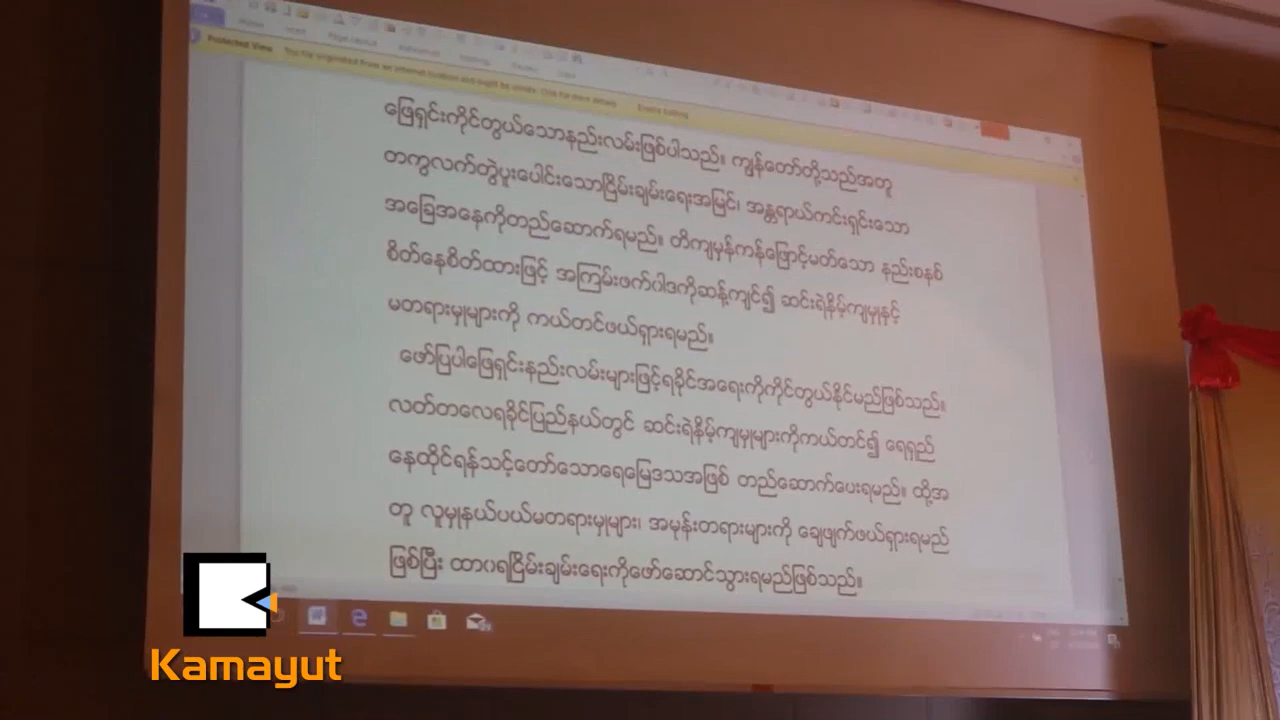 Protected View
Enable Editing
ဖြေရှင်းကိုင်တွယ်သောနည်းလမ်းဖြစ်ပါသည်။ ကျွန်တော်တို့သည်အတူ
တကွလက်တွဲပူးပေါင်းသောငြိမ်းချမ်းရေးအမြင်၊ အန္တရာယ်ကင်းရှင်းသော
အခြေအနေကိုတည်ဆောက်ရမည်။ တိကျမှန်ကန်ဖြောင့်မတ်သော နည်းစနစ်
စိတ်နေစိတ်ထားဖြင့် အကြမ်းဖက်ဝါဒကိုဆန့်ကျင်၍ ဆင်းရဲနိမ့်ကျမှုနှင့်
မတရားမှုများကို ကယ်တင်ဖယ်ရှားရမည်။
ဖော်ပြပါဖြေရှင်းနည်းလမ်းများဖြင့်ရခိုင်အရေးကိုကိုင်တွယ်နိုင်မည်ဖြစ်သည်။
လတ်တလေရခိုင်ပြည်နယ်တွင် ဆင်းရဲနိမ့်ကျမှုများကိုကယ်တင်၍ ရေရှည်
နေထိုင်ရန်သင့်တော်သောရေမြေဒသအဖြစ် တည်ဆောက်ပေးရမည်။ ထို့အ
တူ လူမှုနယ်ပယ်မတရားမှုများ၊ အမုန်းတရားများကို ချေဖျက်ဖယ်ရှားရမည်
ဖြစ်ပြီး ထာဝရငြိမ်းချမ်းရေးကိုဖော်ဆောင်သွားရမည်ဖြစ်သည်။
Kamayut